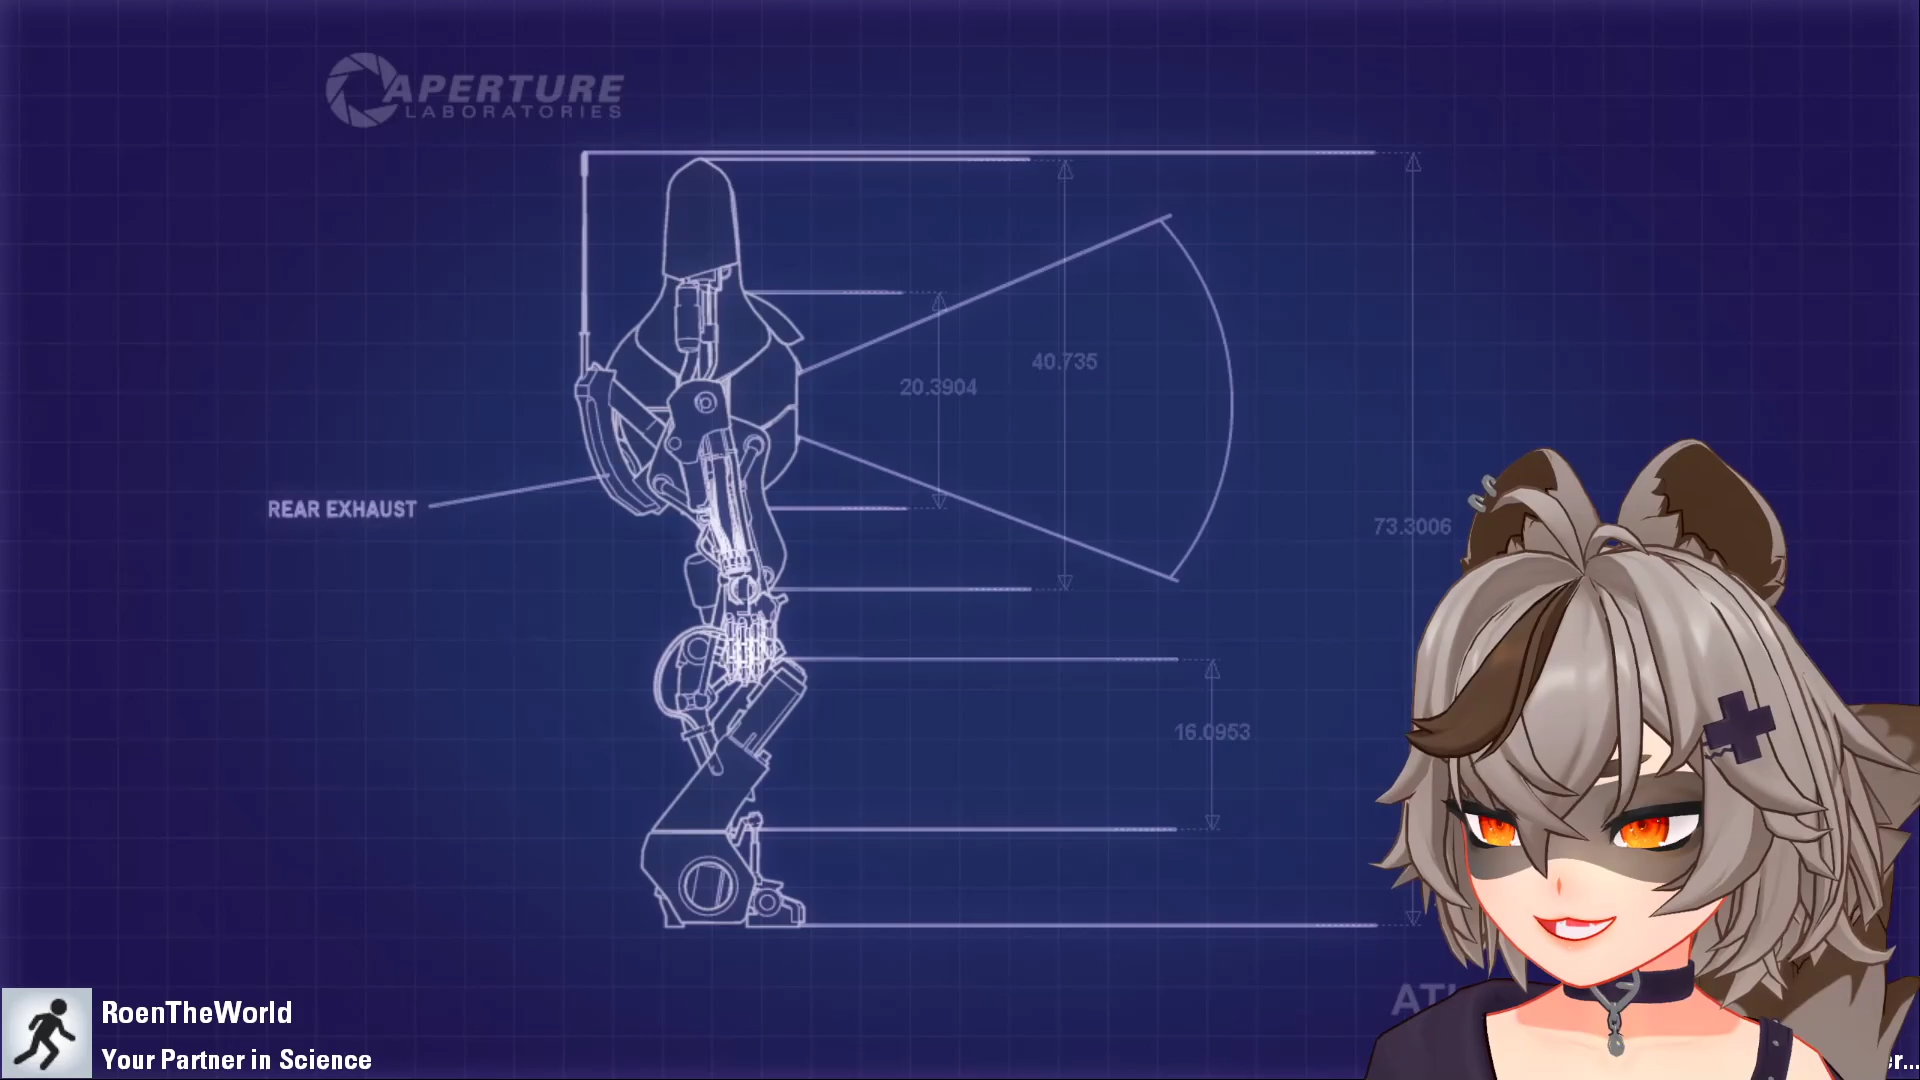 APERTURE
LABORATORIES
40.735
20.3904
REAR EXHAUST
73.3006
16.0953
RoenTheWorld
Your Partner in Science